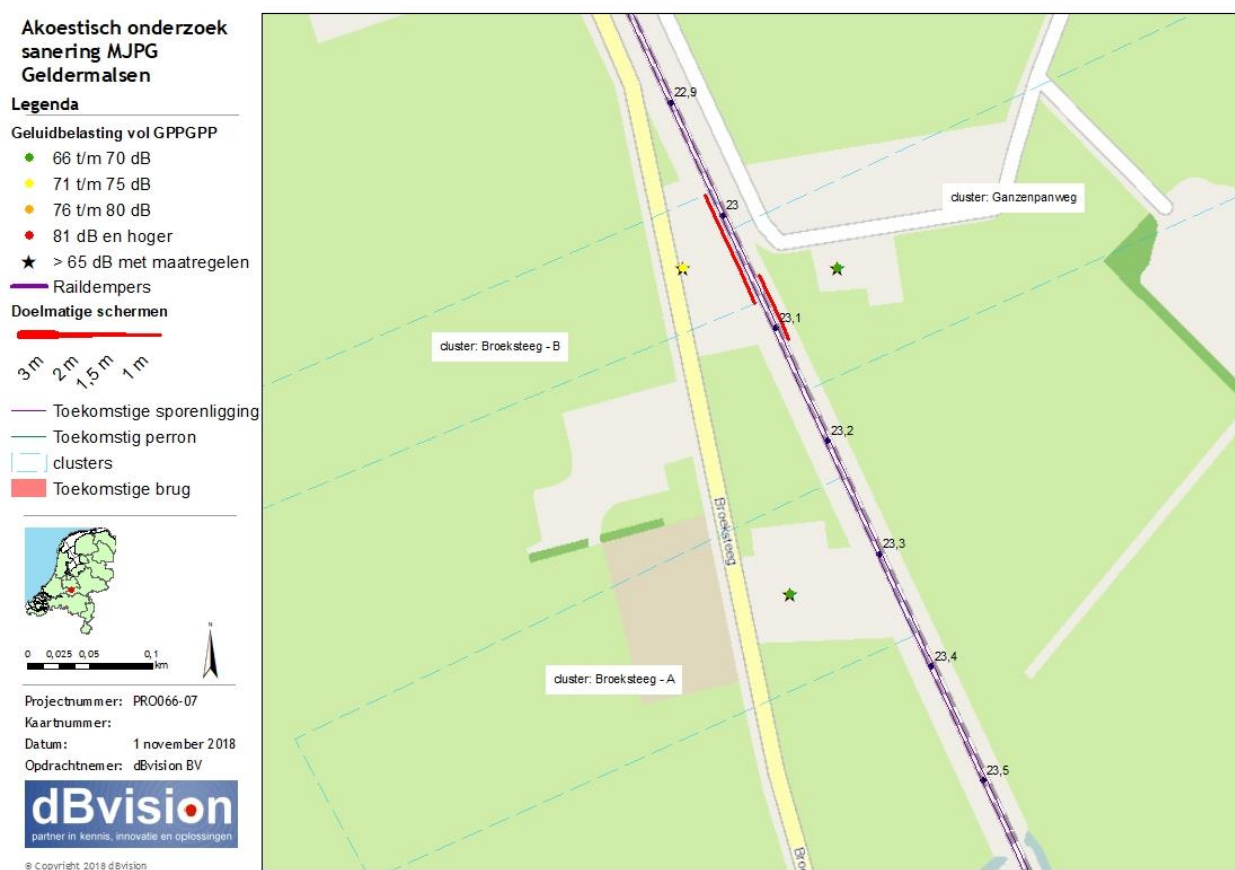 Akoestisch onderzoek
sanering MJPG
Geldermalsen
Legenda
Geluidbelasting vol GPPGPP
66 t/m 70 dB
71 t/m 75 dB
76 t/m 80 dB
81 dB en hoger
> 65 dB met maatregelen
Raildempers
Doelmatige schermen
3 m
2 m
1,5 m
1 m
Toekomstige sporenligging
Toekomstig perron
clusters
Toekomstige brug
N
0 0,025 0,05 0,1
km
Projectnummer: PRO066-07
Kaartnummer:
Datum: 1 november 2018
Opdrachtnemer: dBvision BV
dBvision
partner in kennis, innovatie en oplossingen
© Copyright 2018 dBvision
22,9
23
cluster: Ganzenpanweg
23,1
cluster: Broeksteeg - B
23,2
Broeksteeg
23,3
23,4
cluster: Broeksteeg - A
23,5
Broe